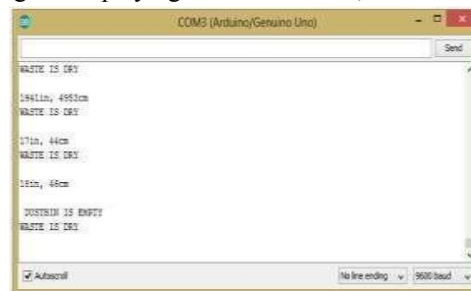 COM3 (Arduino/Genuino Uno)
Send
WASTE IS DRY
1941in, 4953cm
WASTE IS DRY
17in, 44cm
WASTE IS DRY
18in, 46cm
DUSTBIN IS EMPTY
WASTE IS DRY
Autoscroll
No line ending
9600 baud